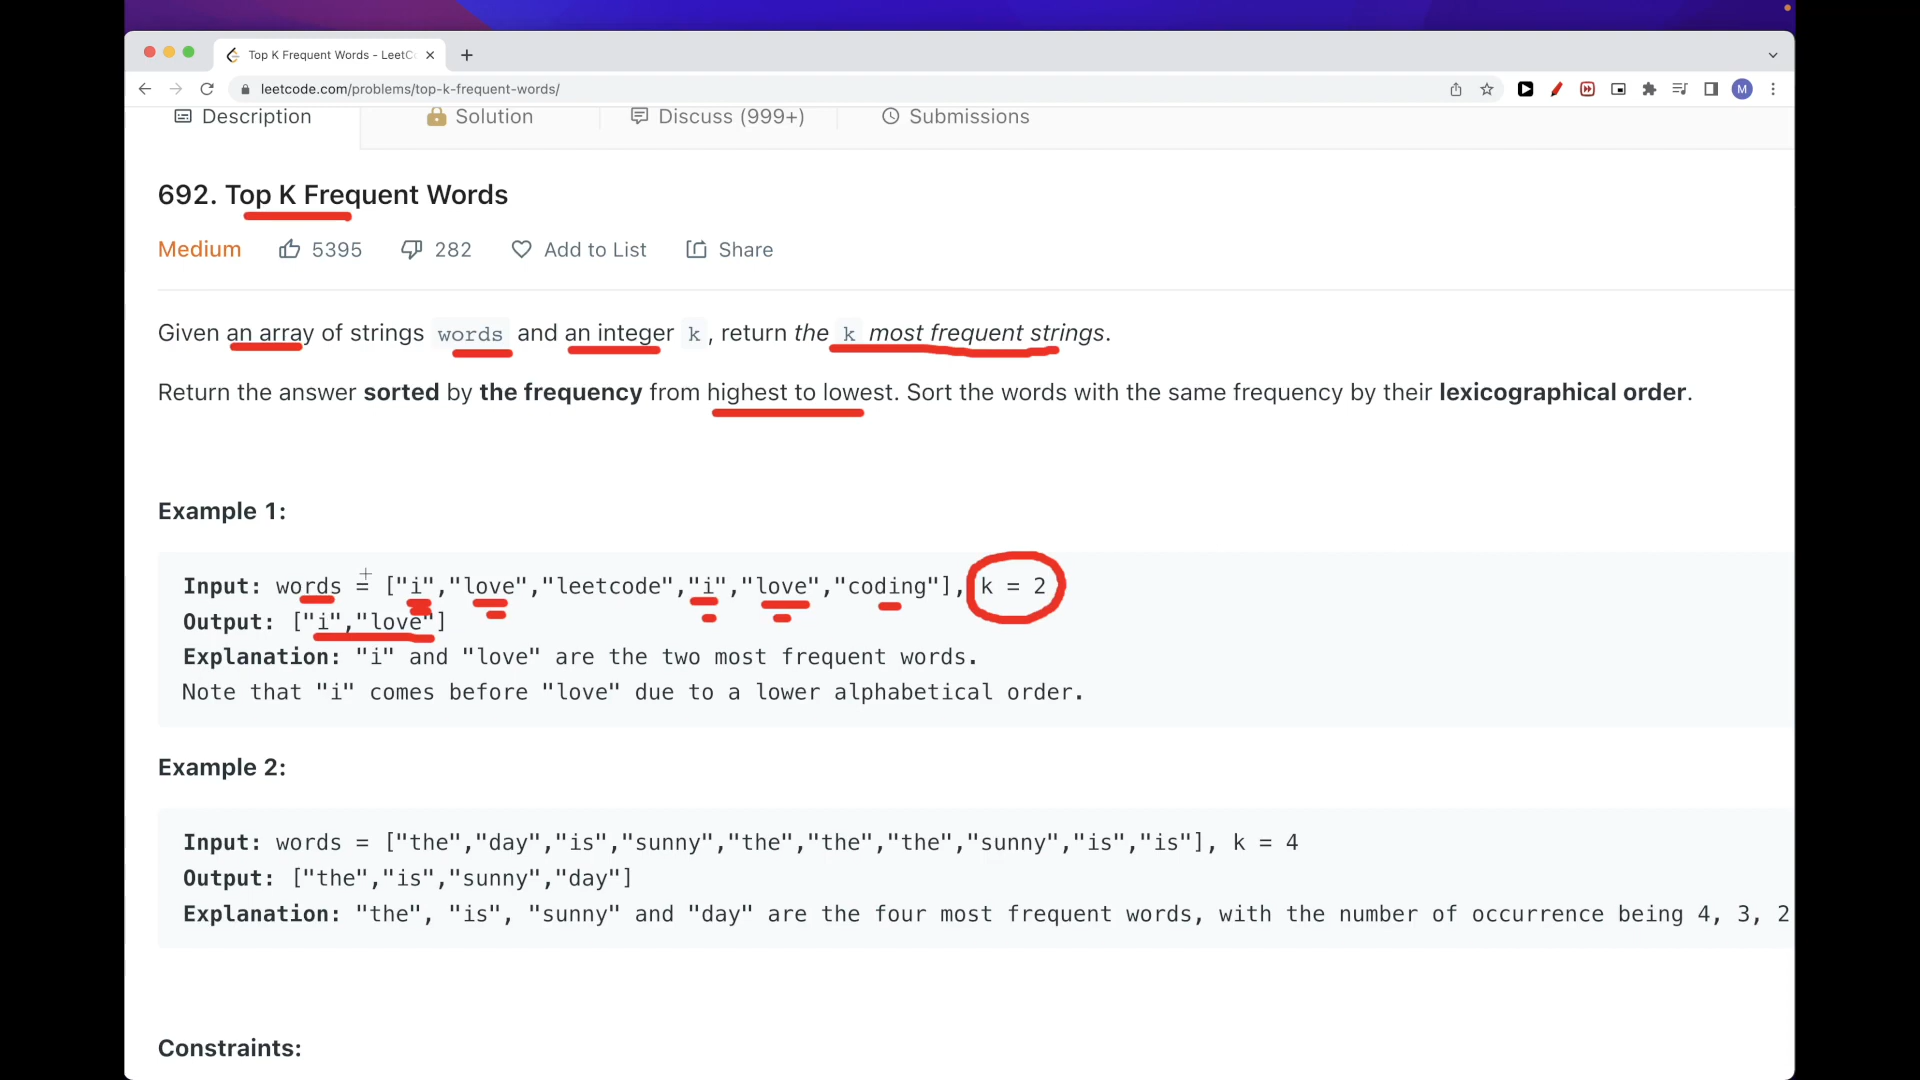 Top K Frequent Words - LeetC
leetcode.com/problems/top-k-frequent-words/
M
Description Solution Discuss (999+) Submissions
692. Top K Frequent Words
Medium 5395 282 Add to List Share
Given an array of strings words and an integer k, return the k most frequent strings.
Return the answer sorted by the frequency from highest to lowest. Sort the words with the same frequency by their lexicographical order.
Example 1:
Input: words = ["i","love","leetcode","i","love","coding"], k = 2
Output: ["i","love"]
Explanation: "i" and "love" are the two most frequent words.
Note that "i" comes before "love" due to a lower alphabetical order.
Example 2:
Input: words = ["the","day","is","sunny","the","the","the","sunny","is","is"], k = 4
Output: ["the","is","sunny","day"]
Explanation: "the", "is", "sunny" and "day" are the four most frequent words, with the number of occurrence being 4, 3, 2
Constraints: